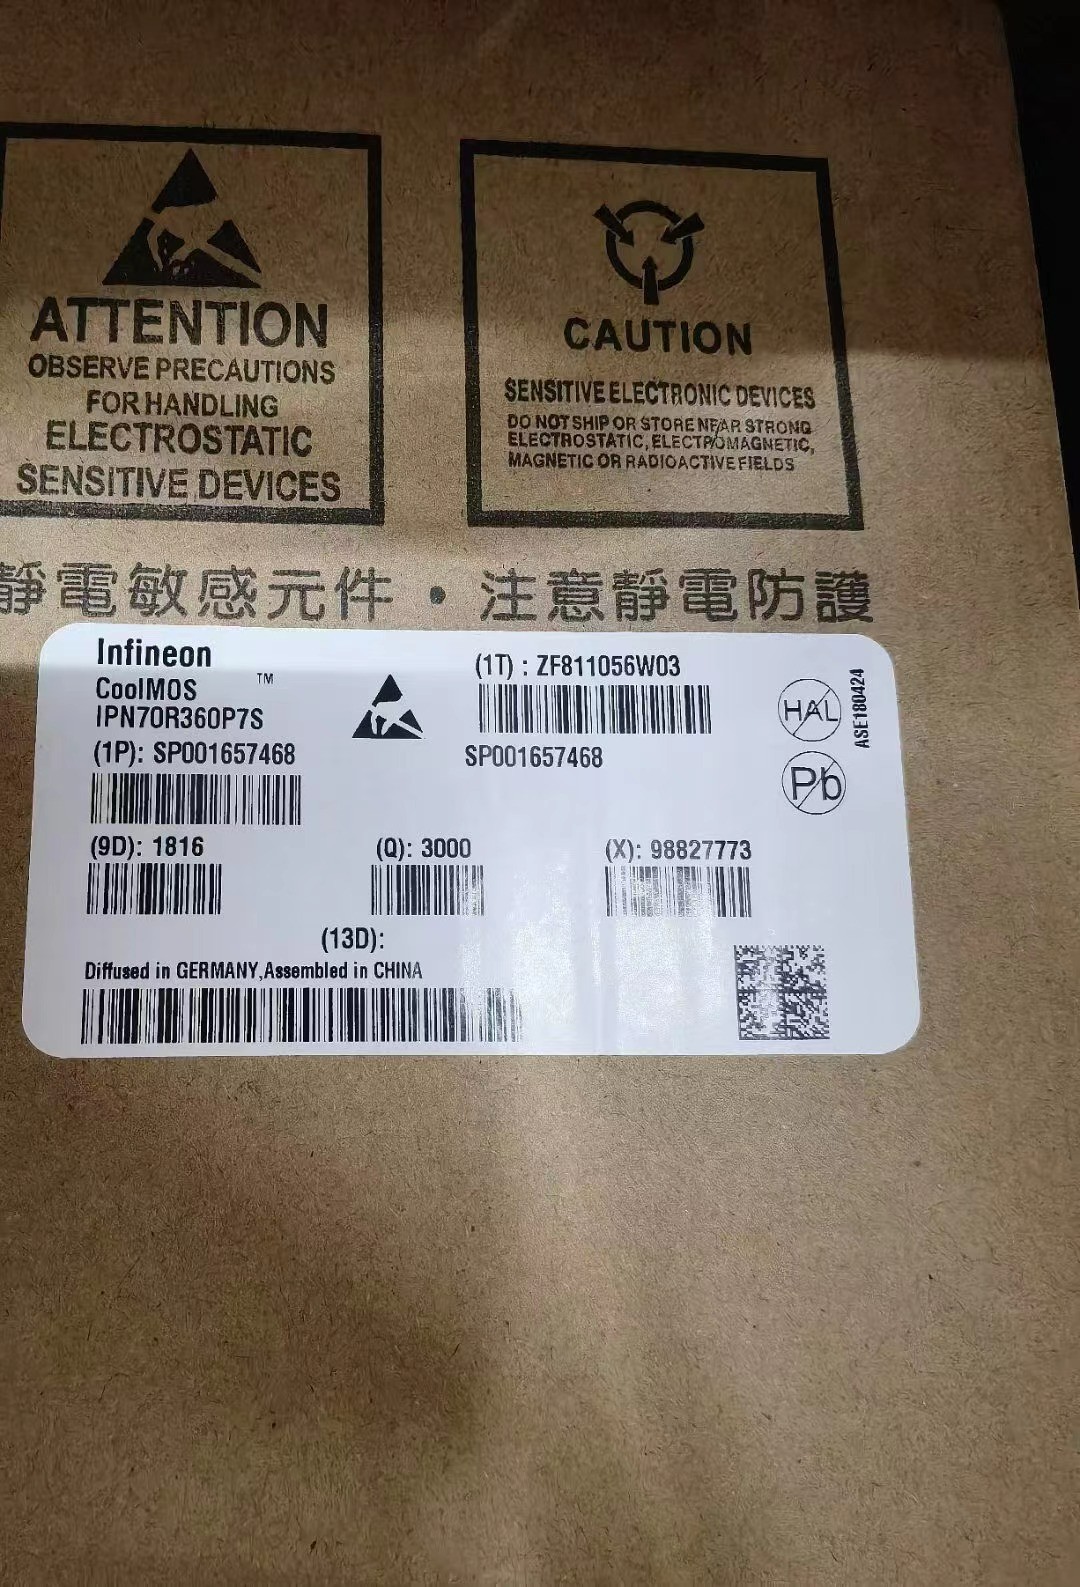 ATTENTION
OBSERVE PRECAUTIONS
FOR HANDLING
ELECTROSTATIC
SENSITIVE DEVICES
CAUTION
SENSITIVE ELECTRONIC DEVICES
DO NOT SHIP OR STORE NEAR STRONG
ELECTROSTATIC, ELECTROMAGNETIC,
MAGNETIC OR RADIOACTIVE FIELDS
靜電敏感元件・注意靜電防護
Infineon
CoolMOS ™
IPN70R360P7S
(1P): SP001657468
(1T) : ZF811056W03
SP001657468
HAL
Pb
ASE180424
(9D): 1816
(Q): 3000
(X): 98827773
(13D):
Diffused in GERMANY,Assembled in CHINA